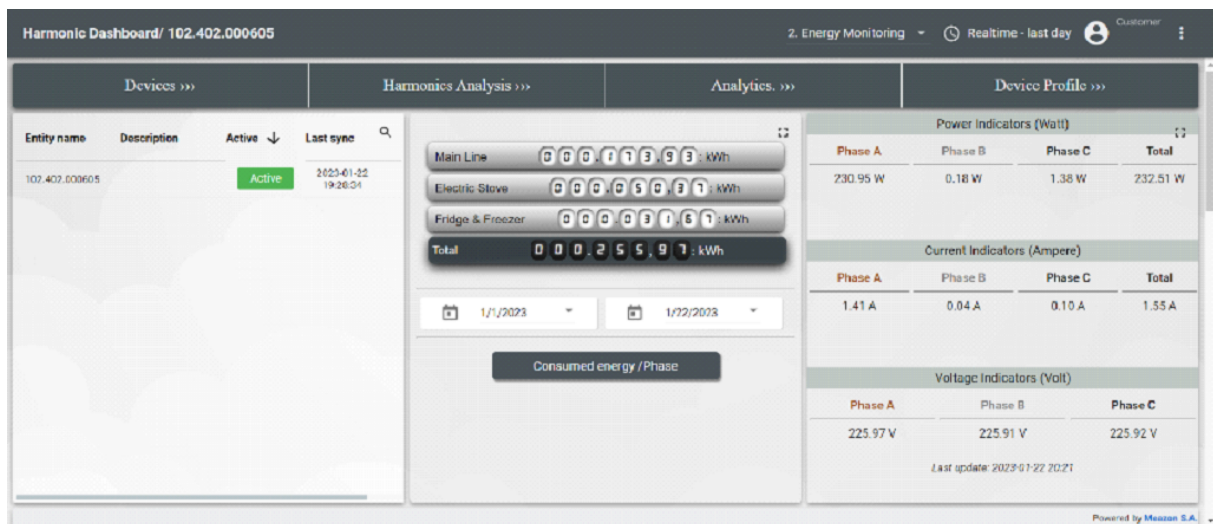 Harmonic Dashboard/ 102.402.000605
2. Energy Monitoring
Realtime - last day
Customer
Devices >>>
Harmonics Analysis >>>
Analytics. >>>
Device Profile >>>
Entity name Description Active Last sync
102.402.000605 Active 2023-01-22
19:28:34
Main Line 000.173,93: kWh
Electric Stove 000.050,37: kWh
Fridge & Freezer 000.031,67: kWh
Total 000.255,97: kWh
1/1/2023 1/22/2023
Consumed energy /Phase
Power Indicators (Watt)
Phase A Phase B Phase C Total
230.95 W 0.18 W 1.38 W 232.51 W
Current Indicators (Ampere)
Phase A Phase B Phase C Total
1.41 A 0.04 A 0.10 A 1.55 A
Voltage Indicators (Volt)
Phase A Phase B Phase C
225.97 V 225.91 V 225.92 V
Last update: 2023-01-22 20:21
Powered by Meazon S.A.